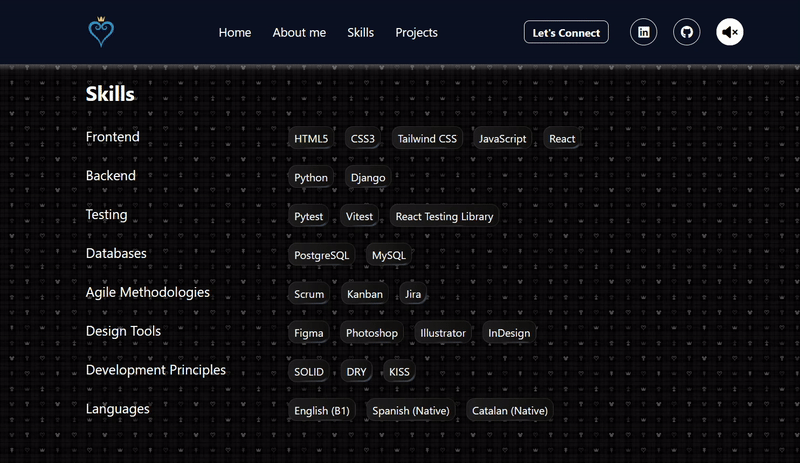 Home About me Skills Projects Let's Connect
Skills
Frontend HTML5 CSS3 Tailwind CSS JavaScript React
Backend Python Django
Testing Pytest Vitest React Testing Library
Databases PostgreSQL MySQL
Agile Methodologies Scrum Kanban Jira
Design Tools Figma Photoshop Illustrator InDesign
Development Principles SOLID DRY KISS
Languages English (B1) Spanish (Native) Catalan (Native)